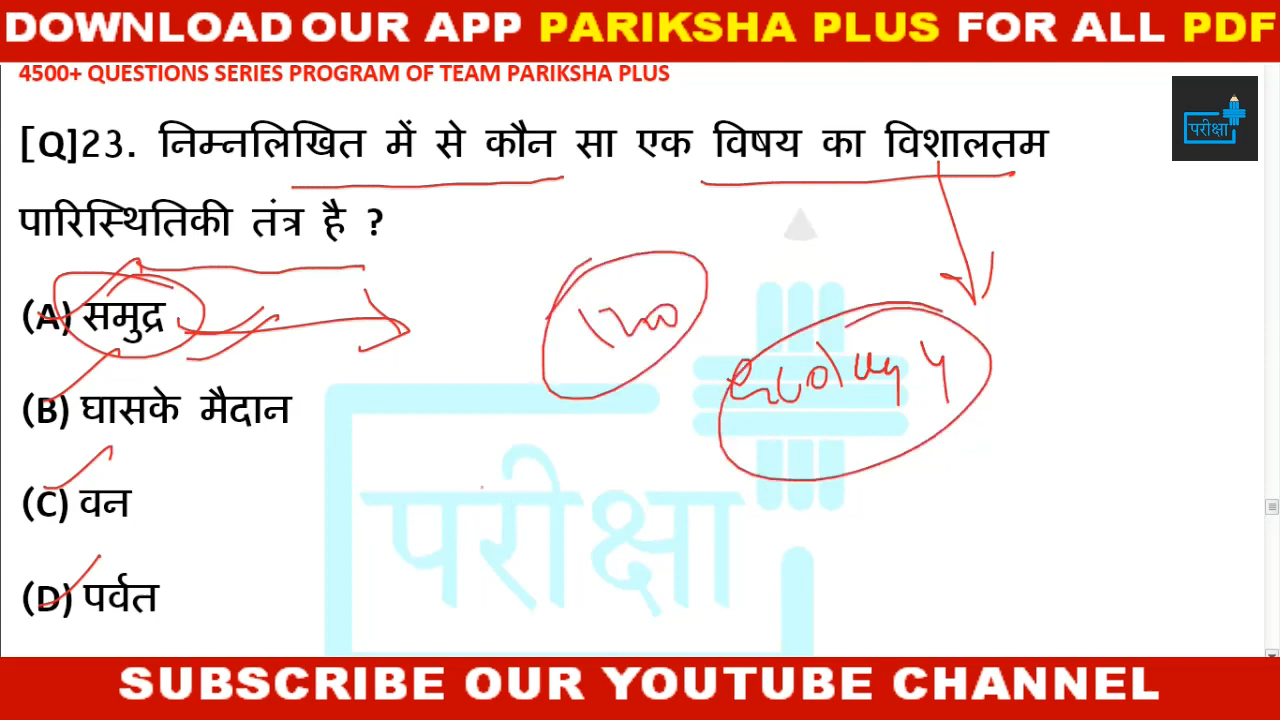 DOWNLOAD OUR APP PARIKSHA PLUS FOR ALL PDF
4500+ QUESTIONS SERIES PROGRAM OF TEAM PARIKSHA PLUS
परीक्षा
[Q]23. निम्नलिखित में से कौन सा एक विषय का विशालतम
पारिस्थितिकी तंत्र है ?
(A) समुद्र
(B) घासके मैदान
(C) वन
(D) पर्वत
परीक्षा
SUBSCRIBE OUR YOUTUBE CHANNEL